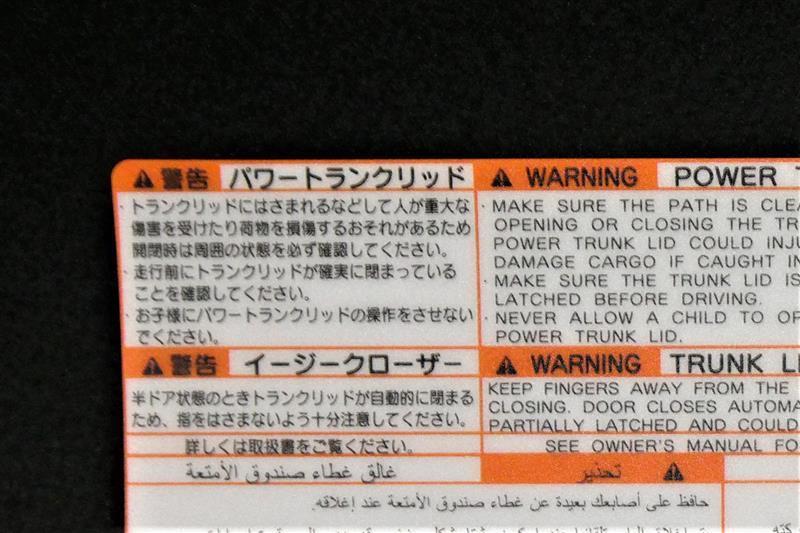 警告 パワートランクリッド
・トランクリッドにはさまれるなどして人が重大な
傷害を受けたり荷物を損傷するおそれがあるため
開閉時は周囲の状態を必ず確認してください。
・走行前にトランクリッドが確実に閉まっている
ことを確認してください。
・お子様にパワートランクリッドの操作をさせない
でください。
警告 イージークローザー
半ドア状態のときトランクリッドが自動的に閉まる
ため、指をはさまないよう十分注意してください。
詳しくは取扱書をご覧ください。
WARNING POWER
・MAKE SURE THE PATH IS CLEA
OPENING OR CLOSING THE TR
POWER TRUNK LID COULD INJU
DAMAGE CARGO IF CAUGHT IN
・MAKE SURE THE TRUNK LID IS
LATCHED BEFORE DRIVING.
・NEVER ALLOW A CHILD TO OP
POWER TRUNK LID.
WARNING TRUNK LI
KEEP FINGERS AWAY FROM THE
CLOSING. DOOR CLOSES AUTOMA
PARTIALLY LATCHED AND COULD
SEE OWNER'S MANUAL FO
تحذير غالق غطاء صندوق الأمتعة
حافظ على أصابعك بعيدة عن غطاء صندوق الأمتعة عند إغلاقه.